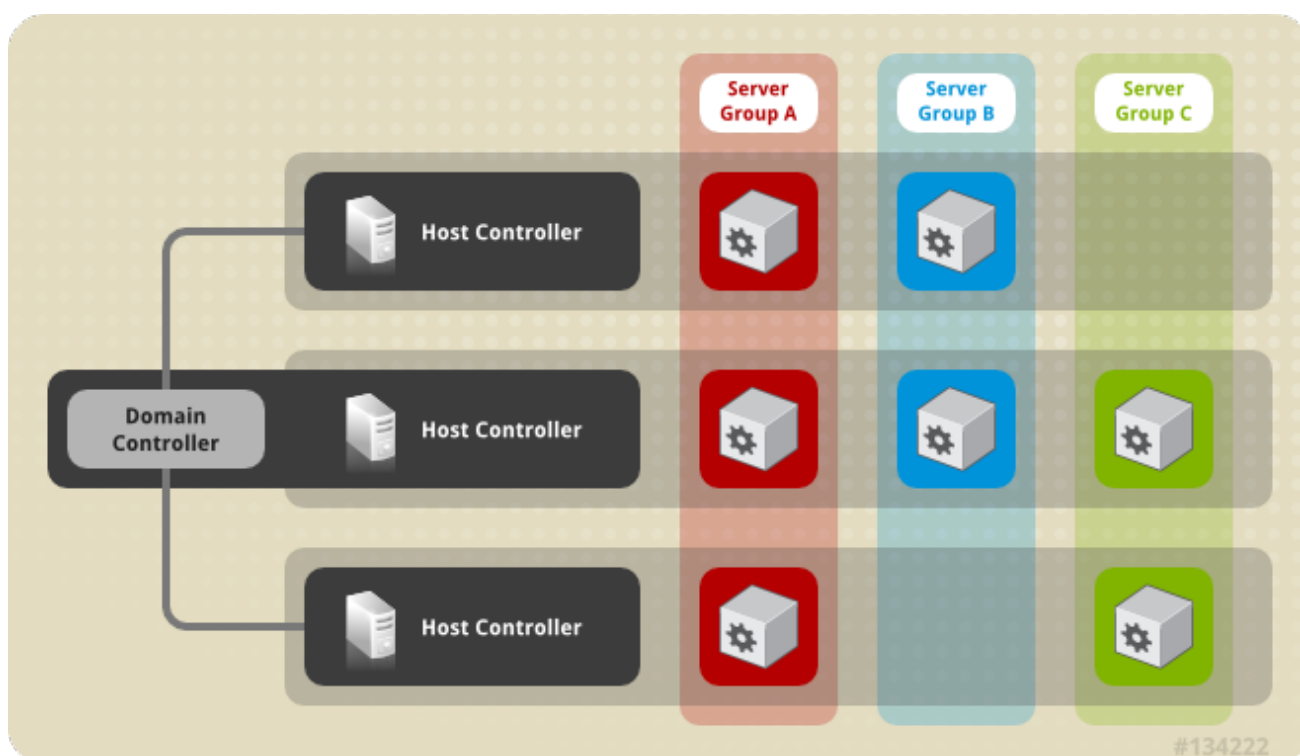 Server
Group A
Server
Group B
Server
Group C
Host Controller
Domain
Controller
Host Controller
Host Controller
#134222